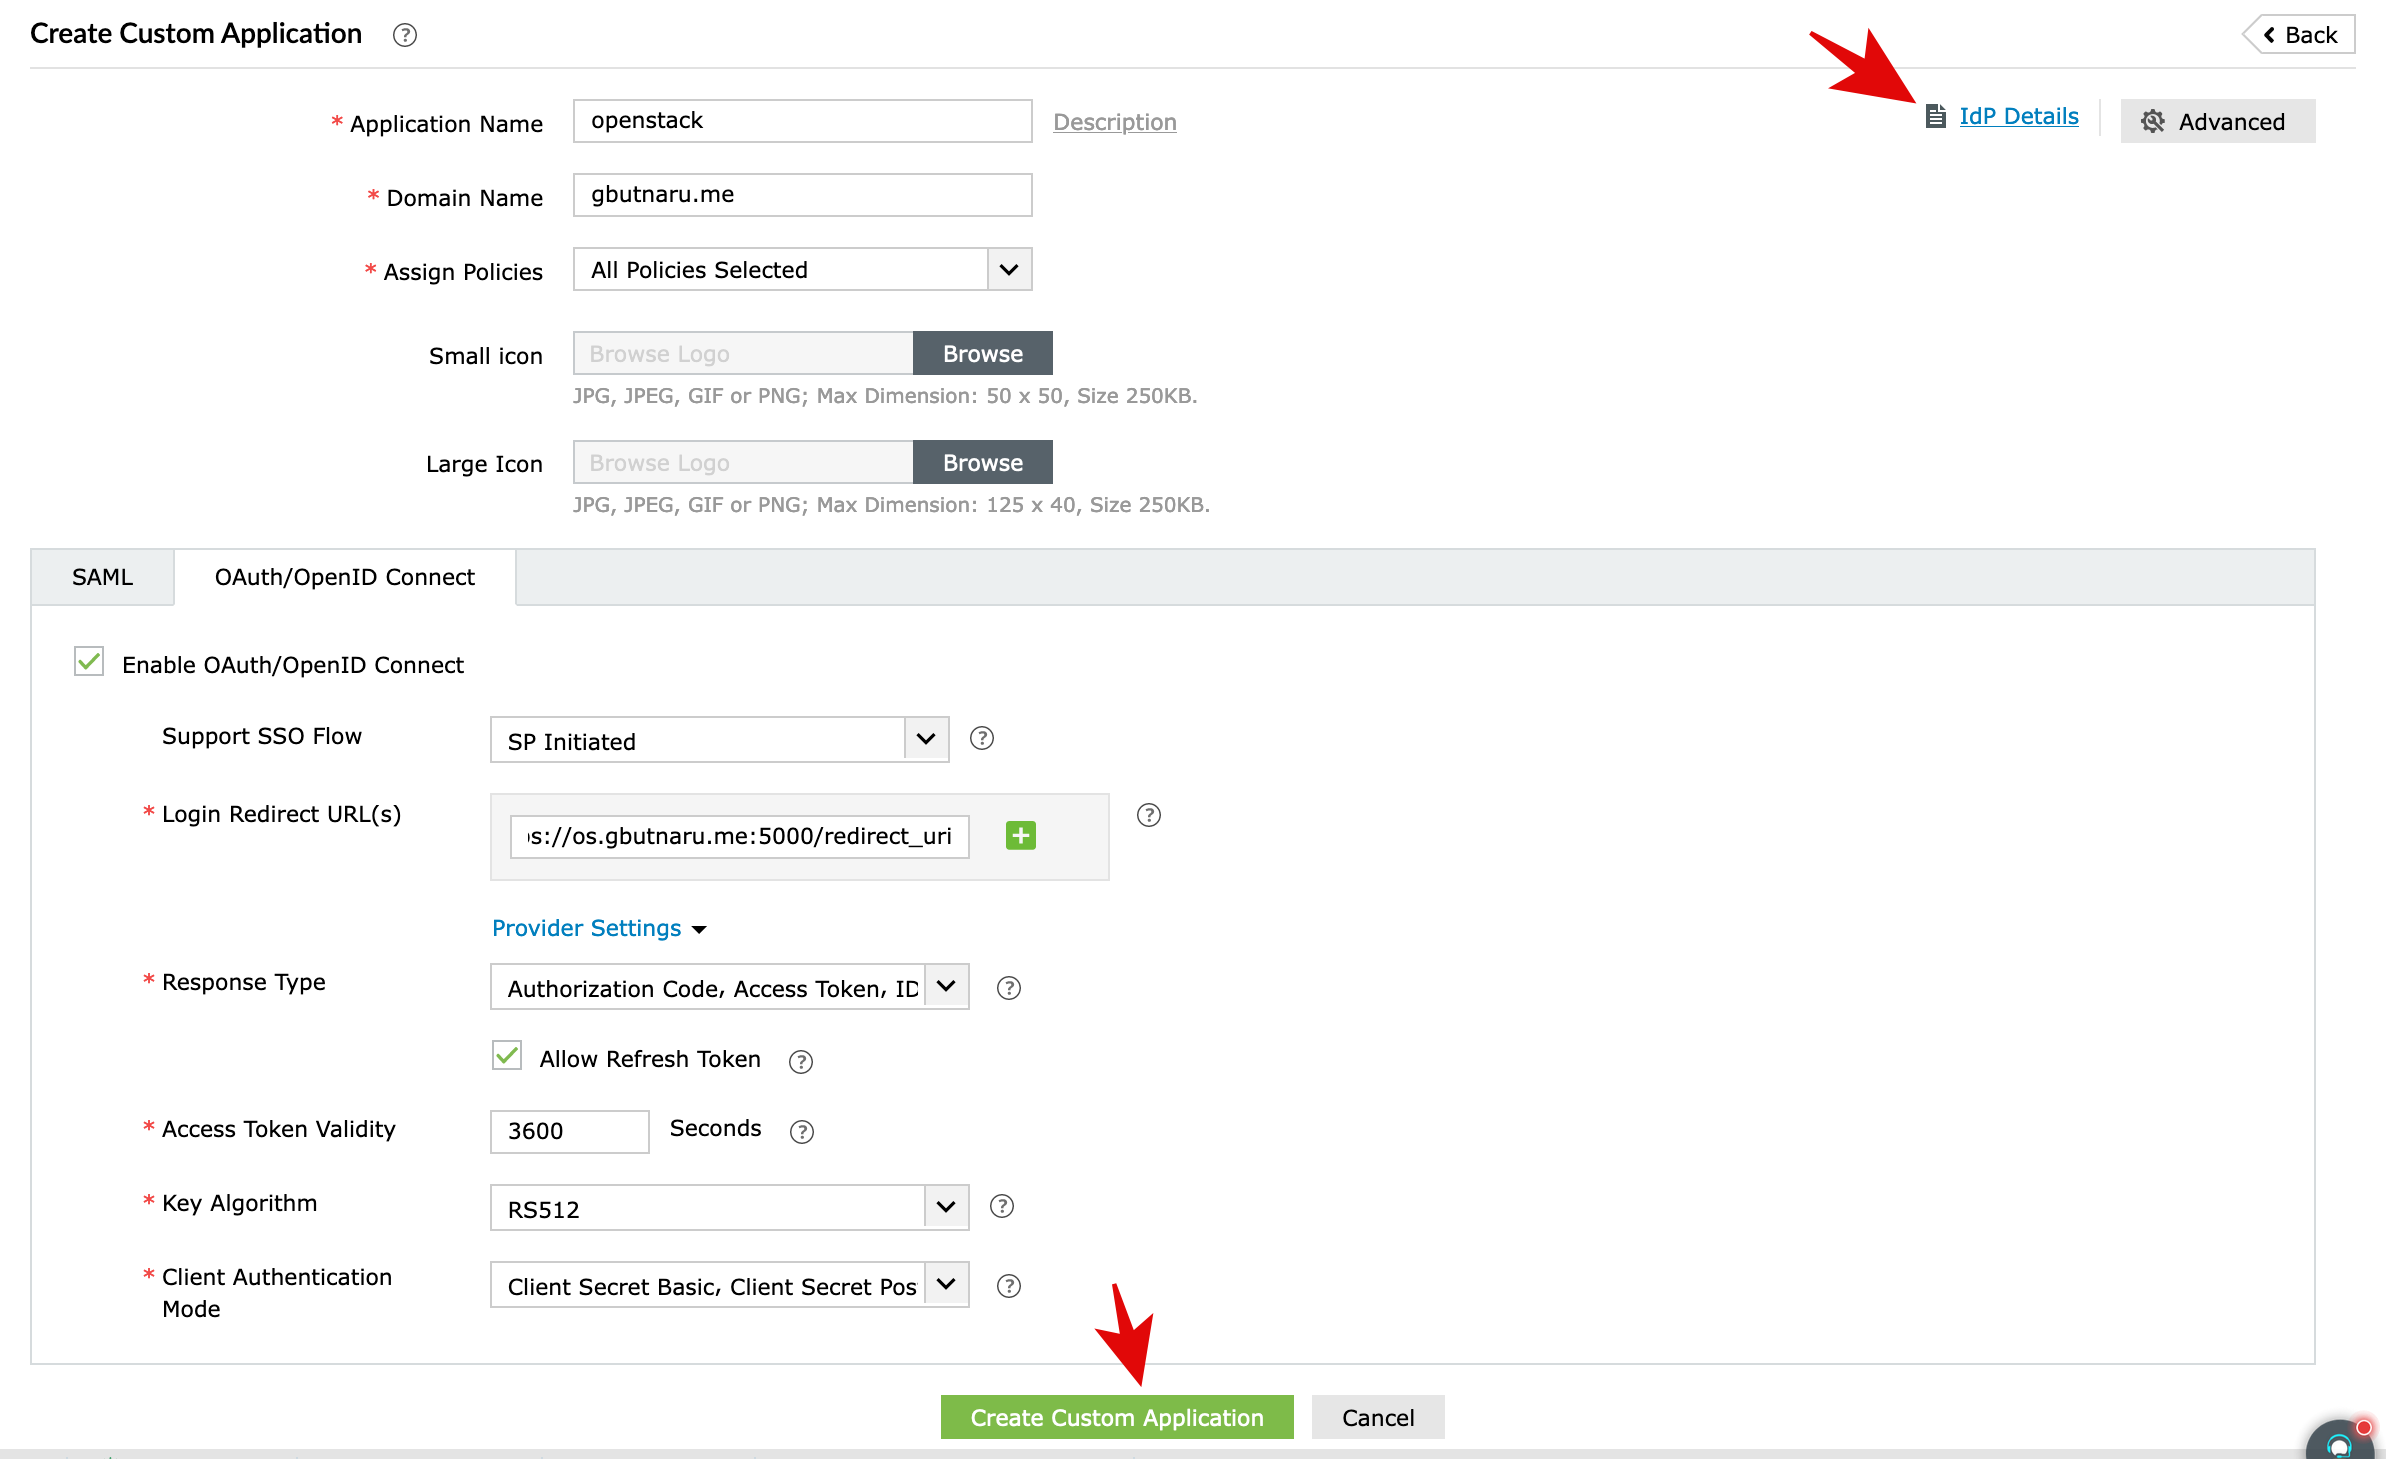 Create Custom Application ?
Back
* Application Name openstack Description
IdP Details
Advanced
* Domain Name gbutnaru.me
* Assign Policies All Policies Selected
Small icon Browse Logo Browse
JPG, JPEG, GIF or PNG; Max Dimension: 50 x 50, Size 250KB.
Large Icon Browse Logo Browse
JPG, JPEG, GIF or PNG; Max Dimension: 125 x 40, Size 250KB.
SAML OAuth/OpenID Connect
Enable OAuth/OpenID Connect
Support SSO Flow SP Initiated ?
* Login Redirect URL(s) s://os.gbutnaru.me:5000/redirect_uri + ?
Provider Settings
* Response Type Authorization Code, Access Token, ID ?
Allow Refresh Token ?
* Access Token Validity 3600 Seconds ?
* Key Algorithm RS512 ?
* Client Authentication Client Secret Basic, Client Secret Pos ?
Mode
Create Custom Application Cancel